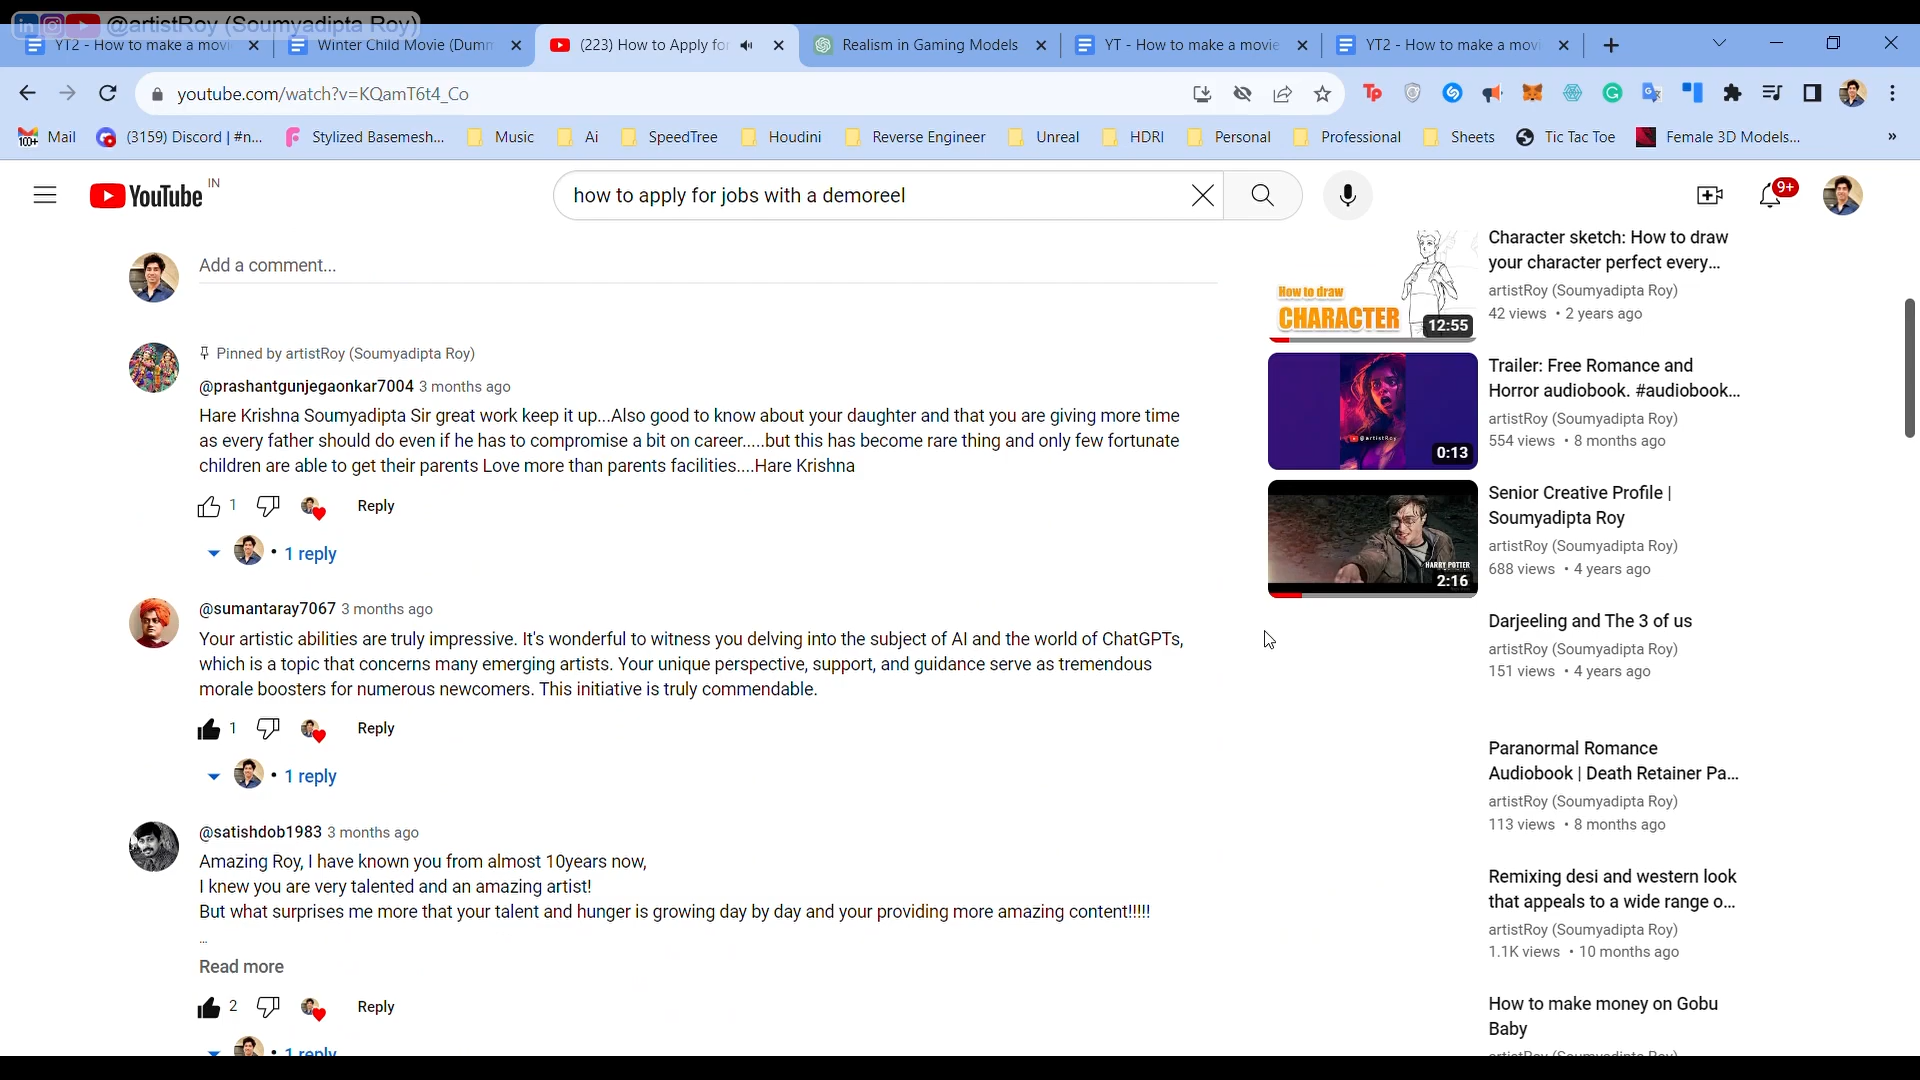 @artistRoy (Soumyadipta Roy)
YT2 - How to make a movi
Winter Child Movie (Dumm
(223) How to Apply for
Realism in Gaming Models
YT - How to make a movie
YT2 - How to make a movi
youtube.com/watch?v=KQamT6t4_Co
Mail
(3159) Discord | #n...
Stylized Basemesh...
Music
Ai
SpeedTree
Houdini
Reverse Engineer
Unreal
HDRI
Personal
Professional
Sheets
Tic Tac Toe
Female 3D Models...
»
YouTube IN
how to apply for jobs with a demoreel
9+
Add a comment...
Pinned by artistRoy (Soumyadipta Roy)
@prashantgunjegaonkar7004 3 months ago
Hare Krishna Soumyadipta Sir great work keep it up...Also good to know about your daughter and that you are giving more time
as every father should do even if he has to compromise a bit on career.....but this has become rare thing and only few fortunate
children are able to get their parents Love more than parents facilities....Hare Krishna
1 Reply
• 1 reply
@sumantaray7067 3 months ago
Your artistic abilities are truly impressive. It's wonderful to witness you delving into the subject of AI and the world of ChatGPTs,
which is a topic that concerns many emerging artists. Your unique perspective, support, and guidance serve as tremendous
morale boosters for numerous newcomers. This initiative is truly commendable.
1 Reply
• 1 reply
@satishdob1983 3 months ago
Amazing Roy, I have known you from almost 10years now,
I knew you are very talented and an amazing artist!
But what surprises me more that your talent and hunger is growing day by day and your providing more amazing content!!!!!
...
Read more
2 Reply
• 1 reply
How to draw
CHARACTER
12:55
Character sketch: How to draw
your character perfect every...
artistRoy (Soumyadipta Roy)
42 views • 2 years ago
@artistRoy
0:13
Trailer: Free Romance and
Horror audiobook. #audiobook...
artistRoy (Soumyadipta Roy)
554 views • 8 months ago
HARRY POTTER
2:16
Senior Creative Profile |
Soumyadipta Roy
artistRoy (Soumyadipta Roy)
688 views • 4 years ago
Darjeeling and The 3 of us
artistRoy (Soumyadipta Roy)
151 views • 4 years ago
Paranormal Romance
Audiobook | Death Retainer Pa...
artistRoy (Soumyadipta Roy)
113 views • 8 months ago
Remixing desi and western look
that appeals to a wide range o...
artistRoy (Soumyadipta Roy)
1.1K views • 10 months ago
How to make money on Gobu
Baby
artistRoy (Soumyadipta Roy)